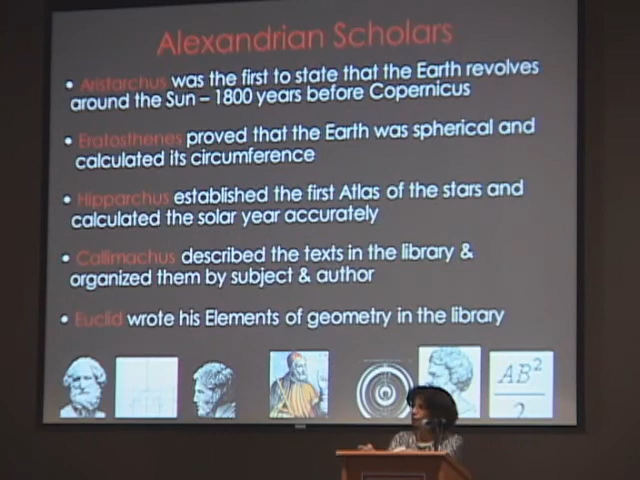 Alexandrian Scholars
• Aristarchus was the first to state that the Earth revolves
around the Sun – 1800 years before Copernicus
• Eratosthenes proved that the Earth was spherical and
calculated its circumference
• Hipparchus established the first Atlas of the stars and
calculated the solar year accurately
• Callimachus described the texts in the library &
organized them by subject & author
• Euclid wrote his Elements of geometry in the library
AB²
2